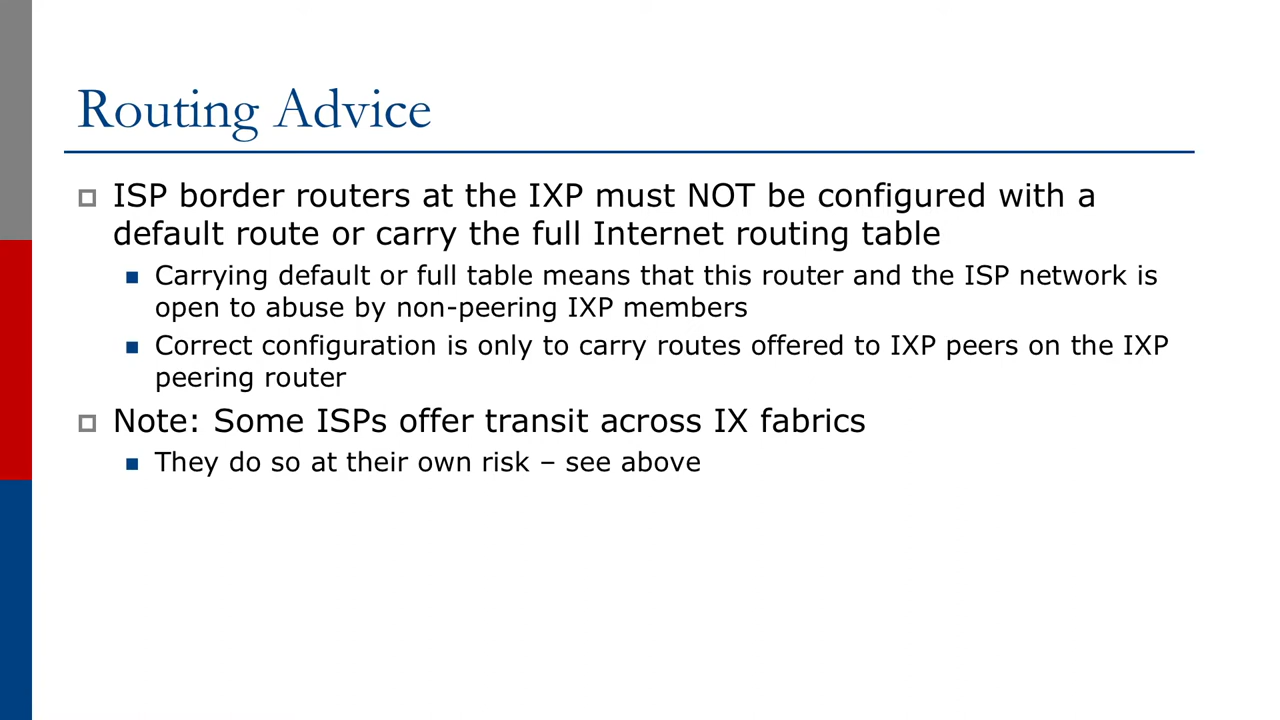 Routing Advice
ISP border routers at the IXP must NOT be configured with a
default route or carry the full Internet routing table
Carrying default or full table means that this router and the ISP network is
open to abuse by non-peering IXP members
Correct configuration is only to carry routes offered to IXP peers on the IXP
peering router
Note: Some ISPs offer transit across IX fabrics
They do so at their own risk – see above